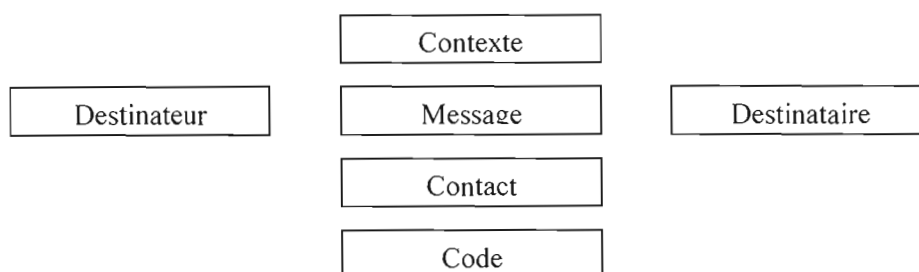 Contexte
Destinateur Message Destinataire
Contact
Code